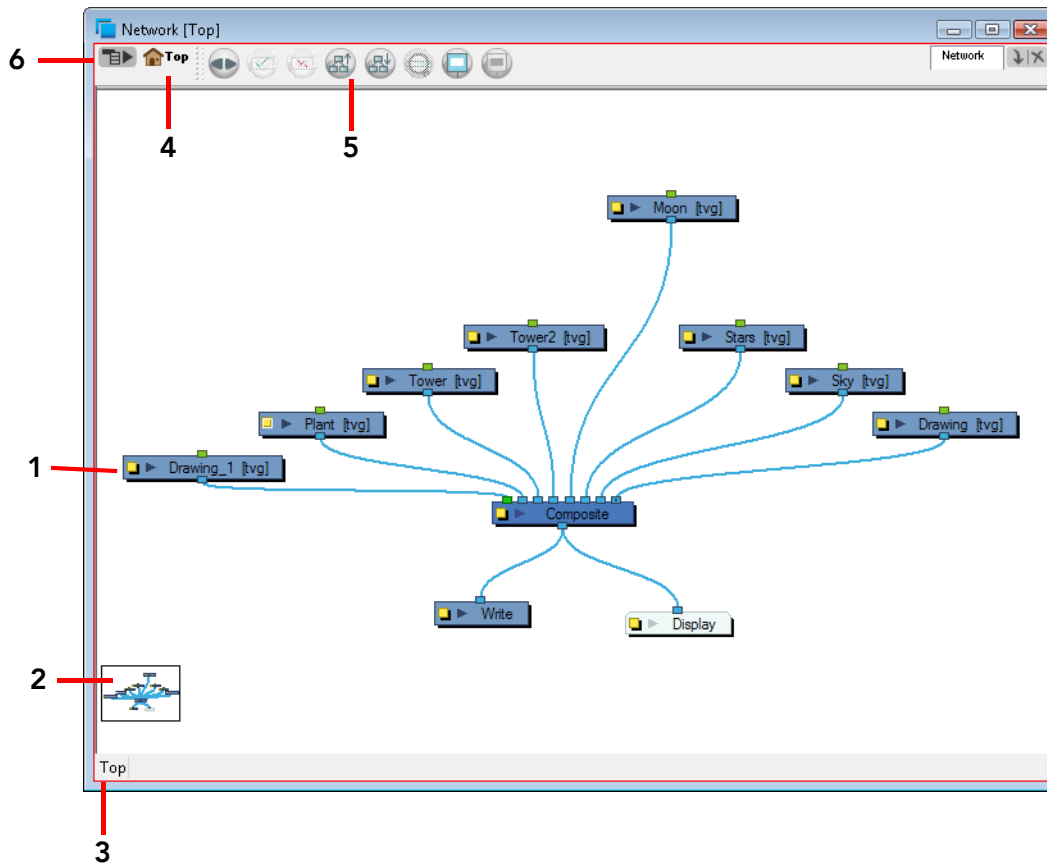 Network [Top]
6
Top
Network
4
5
Moon [tvg]
Tower2 [tvg]
Stars [tvg]
Tower [tvg]
Sky [tvg]
Plant [tvg]
Drawing [tvg]
1
Drawing_1 [tvg]
Composite
Write
Display
2
Top
3